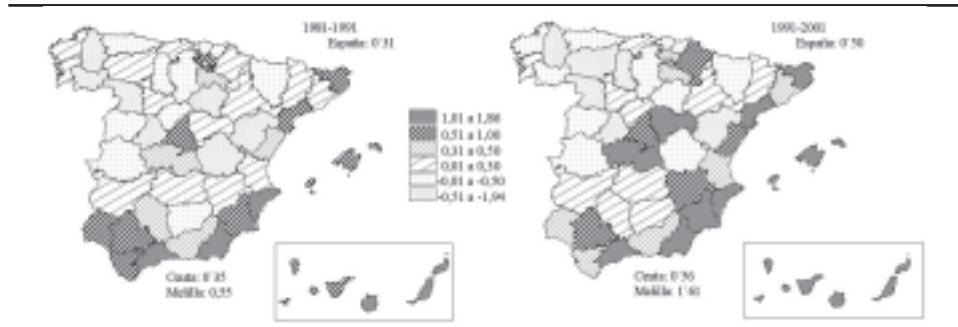 1981-1991
España: 0'31
1991-2001
España: 0'50
1,01 a 1,86
0,51 a 1,00
0,31 a 0,50
0,01 a 0,30
-0,01 a -0,50
-0,51 a -1,94
Ceuta: 0'35
Melilla: 0,55
Ceuta: 0'56
Melilla: 1'61